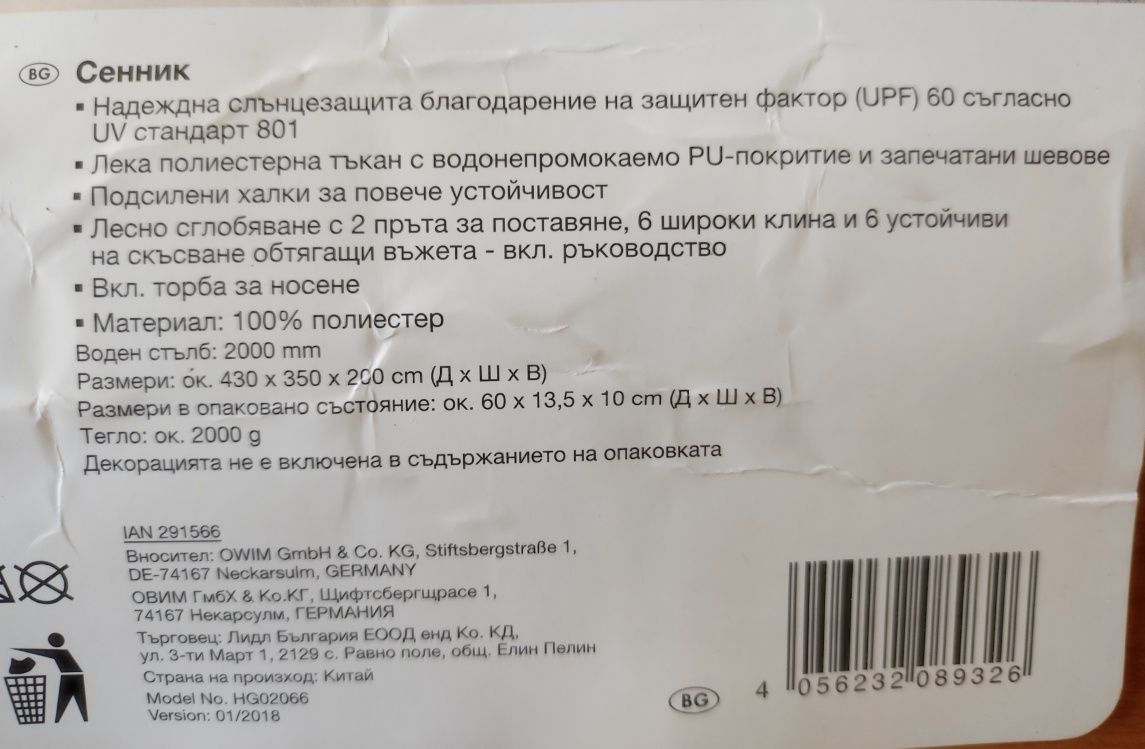 BG Сенник
▪ Надеждна слънцезащита благодарение на защитен фактор (UPF) 60 съгласно
UV стандарт 801
▪ Лека полиестерна тъкан с водонепромокаемо PU-покритие и запечатани шевове
▪ Подсилени халки за повече устойчивост
▪ Лесно сглобяване с 2 пръта за поставяне, 6 широки клина и 6 устойчиви
на скъсване обтягащи въжета - вкл. ръководство
▪ Вкл. торба за носене
▪ Материал: 100% полиестер
Воден стълб: 2000 mm
Размери: ок. 430 x 350 x 200 cm (Д x Ш x В)
Размери в опаковано състояние: ок. 60 x 13,5 x 10 cm (Д x Ш x В)
Тегло: ок. 2000 g
Декорацията не е включена в съдържанието на опаковката
IAN 291566
Вносител: OWIM GmbH & Co. KG, Stiftsbergstraße 1,
DE-74167 Neckarsulm, GERMANY
ОВИМ ГмбХ & Ко.КГ, Щифтсбергщрасе 1,
74167 Некарсулм, ГЕРМАНИЯ
Търговец: Лидл България ЕООД енд Ко. КД,
ул. 3-ти Март 1, 2129 с. Равно поле, общ. Елин Пелин
Страна на произход: Китай
Model No. HG02066
Version: 01/2018
BG
4 056232 089326